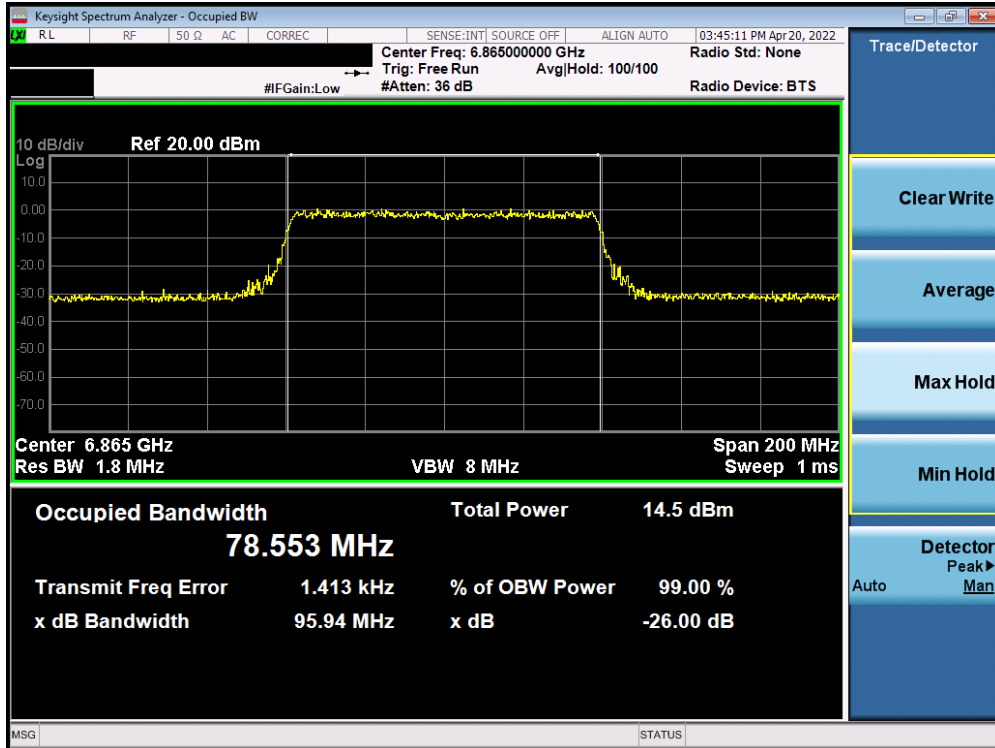 Keysight Spectrum Analyzer - Occupied BW
LXI RL RF 50 Ω AC CORREC SENSE:INT SOURCE OFF ALIGN AUTO 03:45:11 PM Apr 20, 2022
Center Freq: 6.865000000 GHz Radio Std: None
Trig: Free Run Avg|Hold: 100/100
#IFGain:Low #Atten: 36 dB Radio Device: BTS
10 dB/div Ref 20.00 dBm
Log
10.0
0.00
-10.0
-20.0
-30.0
-40.0
-50.0
-60.0
-70.0
Center 6.865 GHz Span 200 MHz
Res BW 1.8 MHz VBW 8 MHz Sweep 1 ms
Occupied Bandwidth Total Power 14.5 dBm
78.553 MHz
Transmit Freq Error 1.413 kHz % of OBW Power 99.00 %
x dB Bandwidth 95.94 MHz x dB -26.00 dB
Trace/Detector
Clear Write
Average
Max Hold
Min Hold
Detector
Peak▶
Auto Man
MSG STATUS